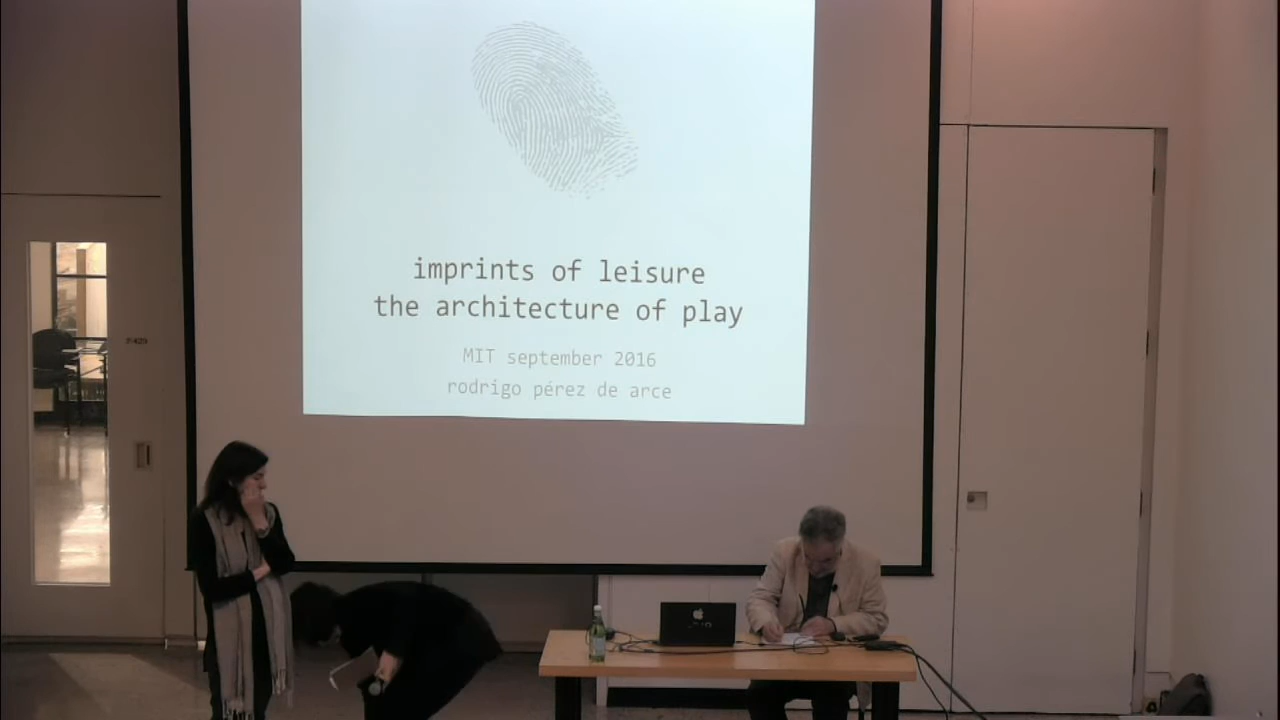 imprints of leisure
the architecture of play
MIT september 2016
rodrigo pérez de arce